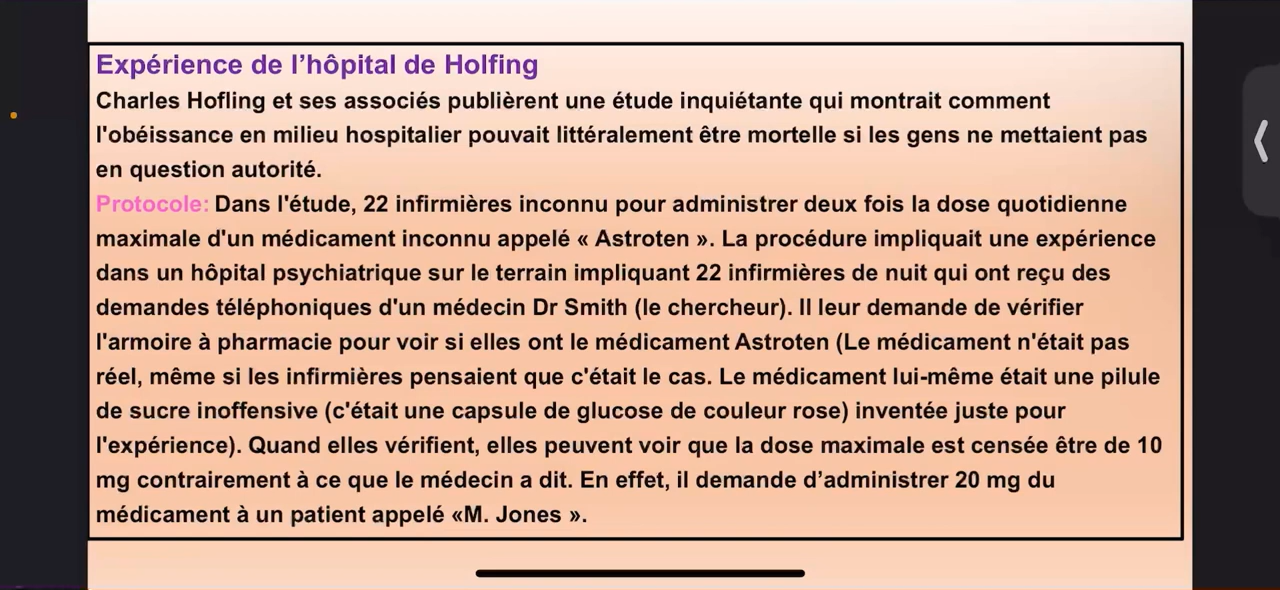 Expérience de l’hôpital de Holfing
Charles Hofling et ses associés publièrent une étude inquiétante qui montrait comment
l'obéissance en milieu hospitalier pouvait littéralement être mortelle si les gens ne mettaient pas
en question autorité.
Protocole: Dans l'étude, 22 infirmières inconnu pour administrer deux fois la dose quotidienne
maximale d'un médicament inconnu appelé « Astroten ». La procédure impliquait une expérience
dans un hôpital psychiatrique sur le terrain impliquant 22 infirmières de nuit qui ont reçu des
demandes téléphoniques d'un médecin Dr Smith (le chercheur). Il leur demande de vérifier
l'armoire à pharmacie pour voir si elles ont le médicament Astroten (Le médicament n'était pas
réel, même si les infirmières pensaient que c'était le cas. Le médicament lui-même était une pilule
de sucre inoffensive (c'était une capsule de glucose de couleur rose) inventée juste pour
l'expérience). Quand elles vérifient, elles peuvent voir que la dose maximale est censée être de 10
mg contrairement à ce que le médecin a dit. En effet, il demande d’administrer 20 mg du
médicament à un patient appelé «M. Jones ».